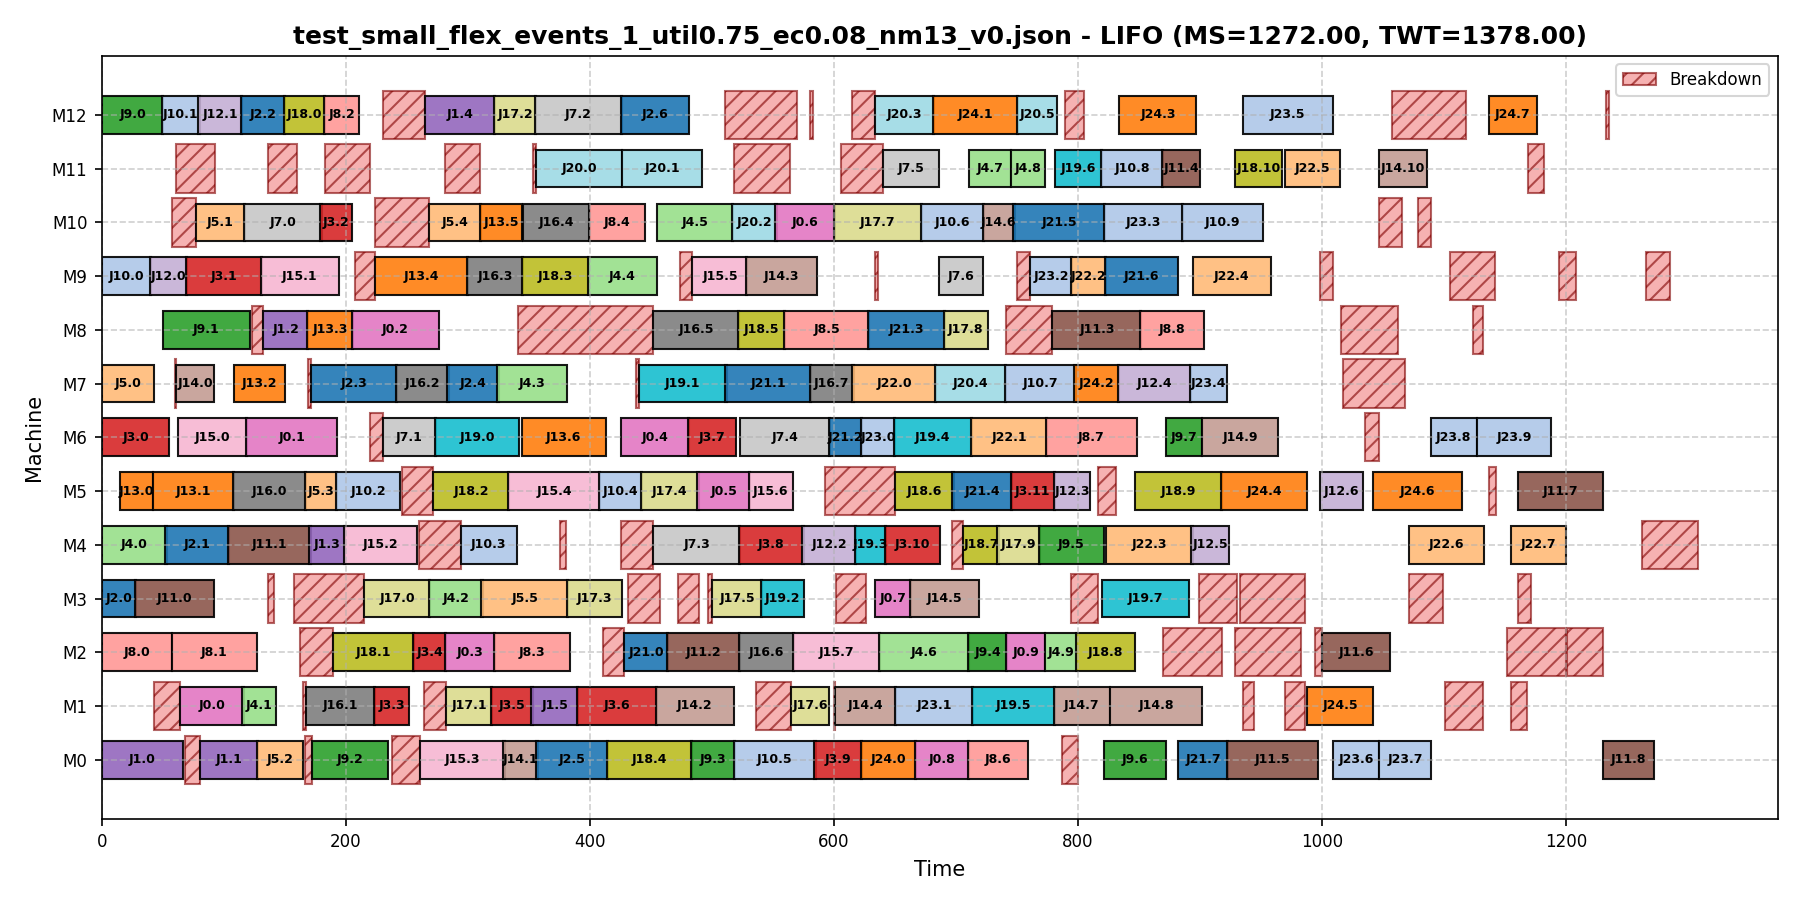 test_small_flex_events_1_util0.75_ec0.08_nm13_v0.json - LIFO (MS=1272.00, TWT=1378.00)
Breakdown
M12 J9.0 J10.1 J12.1 J2.2 J18.0 J8.2 J1.4 J17.2 J7.2 J2.6 J20.3 J24.1 J20.5 J24.3 J23.5 J24.7
M11 J20.0 J20.1 J7.5 J4.7 J4.8 J19.6 J10.8 J11.4 J18.10 J22.5 J14.10
M10 J5.1 J7.0 J3.2 J5.4 J13.5 J16.4 J8.4 J4.5 J20.2 J0.6 J17.7 J10.6 J14.6 J21.5 J23.3 J10.9
M9 J10.0 J12.0 J3.1 J15.1 J13.4 J16.3 J18.3 J4.4 J15.5 J14.3 J7.6 J23.2 J22.2 J21.6 J22.4
M8 J9.1 J1.2 J13.3 J0.2 J16.5 J18.5 J8.5 J21.3 J17.8 J11.3 J8.8
M7 J5.0 J14.0 J13.2 J2.3 J16.2 J2.4 J4.3 J19.1 J21.1 J16.7 J22.0 J20.4 J10.7 J24.2 J12.4 J23.4
M6 J3.0 J15.0 J0.1 J7.1 J19.0 J13.6 J0.4 J3.7 J7.4 J21.2 J23.0 J19.4 J22.1 J8.7 J9.7 J14.9 J23.8 J23.9
M5 J13.0 J13.1 J16.0 J5.3 J10.2 J18.2 J15.4 J10.4 J17.4 J0.5 J15.6 J18.6 J21.4 J3.11 J12.3 J18.9 J24.4 J12.6 J24.6 J11.7
M4 J4.0 J2.1 J11.1 J1.3 J15.2 J10.3 J7.3 J3.8 J12.2 J19.3 J3.10 J18.7 J17.9 J9.5 J22.3 J12.5 J22.6 J22.7
M3 J2.0 J11.0 J17.0 J4.2 J5.5 J17.3 J17.5 J19.2 J0.7 J14.5 J19.7
M2 J8.0 J8.1 J18.1 J3.4 J0.3 J8.3 J21.0 J11.2 J16.6 J15.7 J4.6 J9.4 J0.9 J4.9 J18.8 J11.6
M1 J0.0 J4.1 J16.1 J3.3 J17.1 J3.5 J1.5 J3.6 J14.2 J17.6 J14.4 J23.1 J19.5 J14.7 J14.8 J24.5
M0 J1.0 J1.1 J5.2 J9.2 J15.3 J14.1 J2.5 J18.4 J9.3 J10.5 J3.9 J24.0 J0.8 J8.6 J9.6 J21.7 J11.5 J23.6 J23.7 J11.8
0 200 400 600 800 1000 1200
Time
Machine